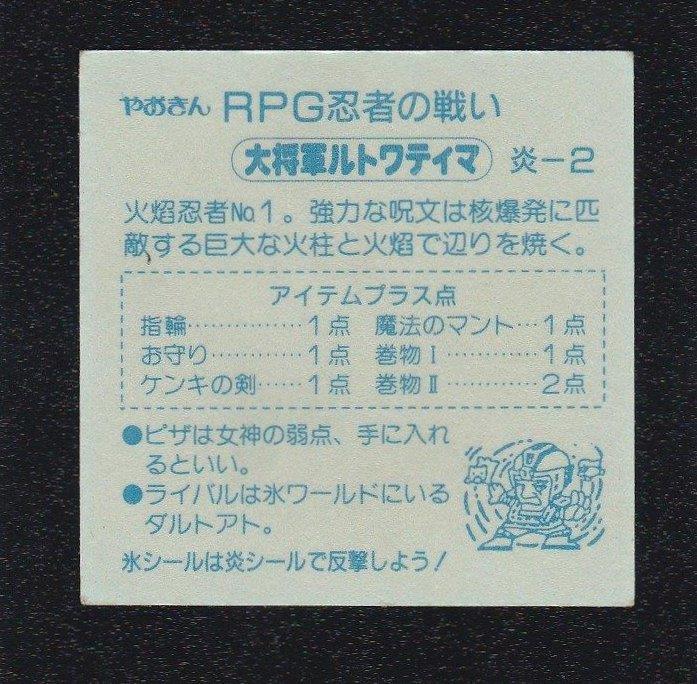 やおきん RPG忍者の戦い
大将軍ルトワティマ 炎－2
火焰忍者No.1。強力な呪文は核爆発に匹
敵する巨大な火柱と火焰で辺りを焼く。
アイテムプラス点
指輪……………1点 魔法のマント…1点
お守り…………1点 巻物Ⅰ…………1点
ケンキの剣……1点 巻物Ⅱ…………2点
●ピザは女神の弱点、手に入れ
るといい。
●ライバルは氷ワールドにいる
ダルトアト。
氷シールは炎シールで反撃しよう！